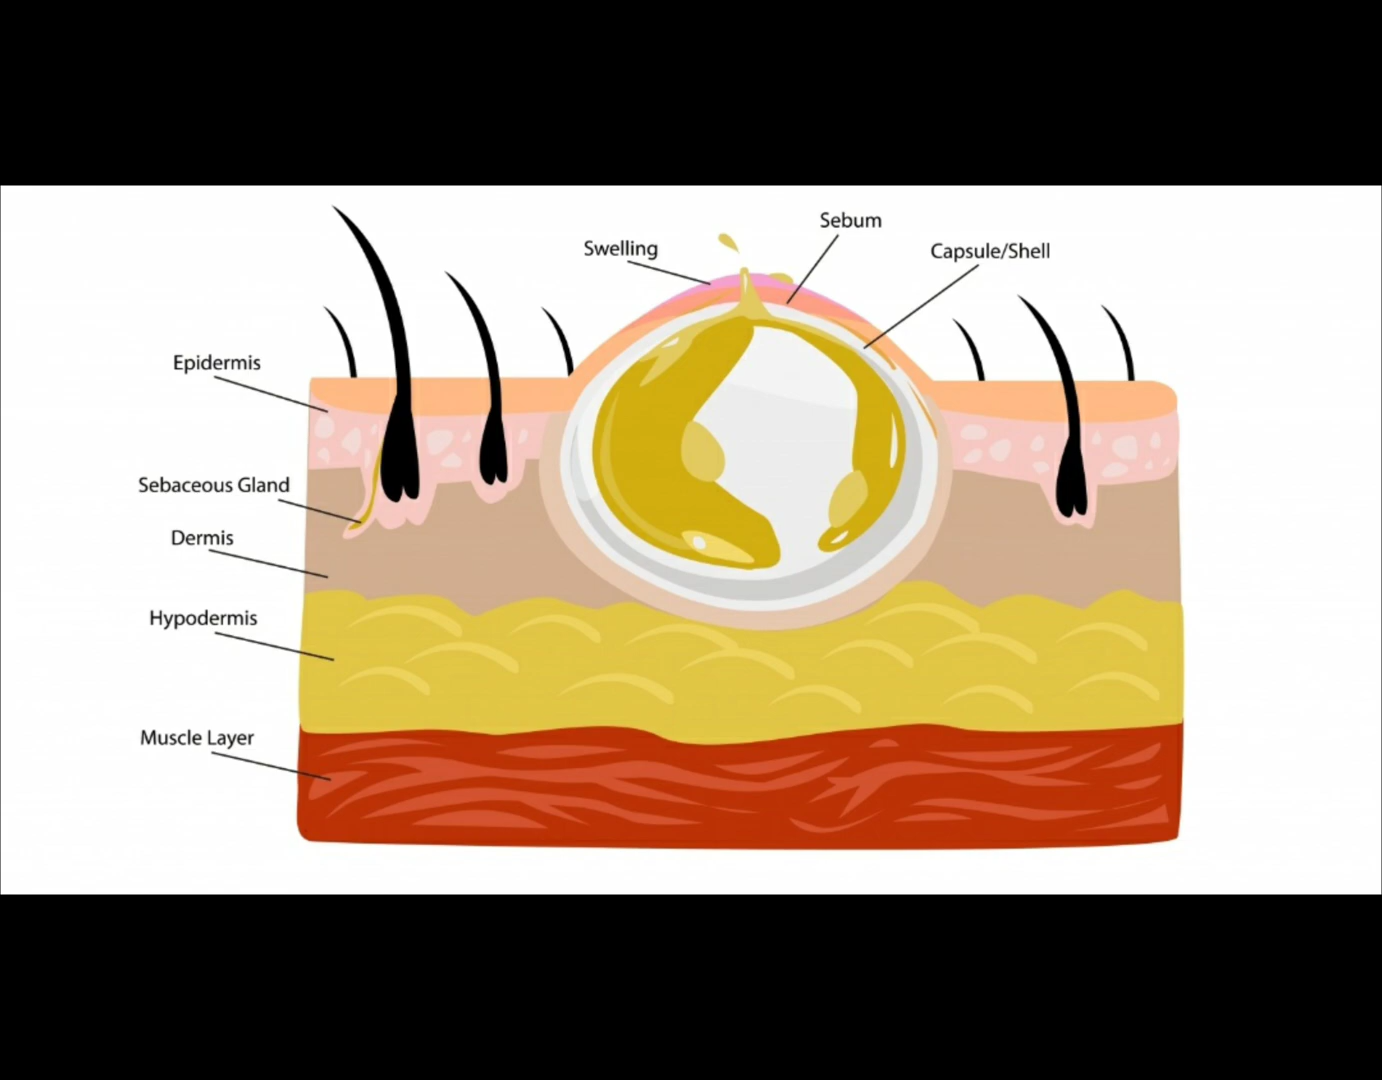 Sebum
Swelling
Capsule/Shell
Epidermis
Sebaceous Gland
Dermis
Hypodermis
Muscle Layer